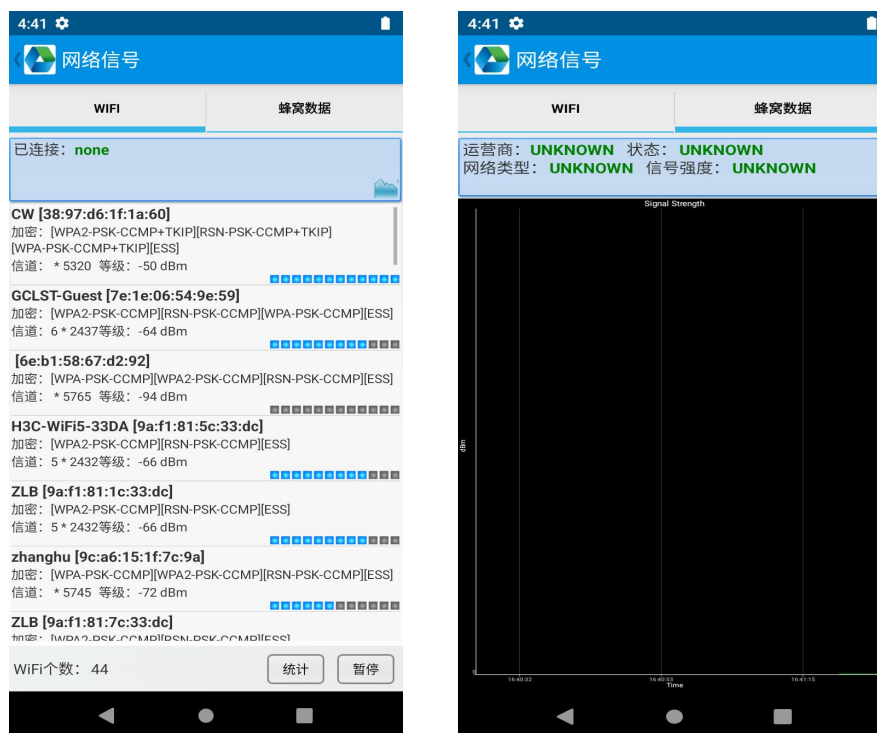 4:41
网络信号
WIFI 蜂窝数据
已连接：none
CW [38:97:d6:1f:1a:60]
加密：[WPA2-PSK-CCMP+TKIP][RSN-PSK-CCMP+TKIP]
[WPA-PSK-CCMP+TKIP][ESS]
信道： * 5320 等级：-50 dBm
GCLST-Guest [7e:1e:06:54:9e:59]
加密：[WPA2-PSK-CCMP][RSN-PSK-CCMP][WPA-PSK-CCMP][ESS]
信道：6 * 2437等级：-64 dBm
[6e:b1:58:67:d2:92]
加密：[WPA-PSK-CCMP][WPA2-PSK-CCMP][RSN-PSK-CCMP][ESS]
信道： * 5765 等级：-94 dBm
H3C-WiFi5-33DA [9a:f1:81:5c:33:dc]
加密：[WPA2-PSK-CCMP][RSN-PSK-CCMP][ESS]
信道：5 * 2432等级：-66 dBm
ZLB [9a:f1:81:1c:33:dc]
加密：[WPA2-PSK-CCMP][RSN-PSK-CCMP][ESS]
信道：5 * 2432等级：-66 dBm
zhanghu [9c:a6:15:1f:7c:9a]
加密：[WPA-PSK-CCMP][WPA2-PSK-CCMP][RSN-PSK-CCMP][ESS]
信道： * 5745 等级：-72 dBm
ZLB [9a:f1:81:7c:33:dc]
加密：[WPA2-PSK-CCMP][RSN-PSK-CCMP][ESS]
WiFi个数：44 统计 暂停
4:41
网络信号
WIFI 蜂窝数据
运营商：UNKNOWN 状态：UNKNOWN
网络类型：UNKNOWN 信号强度：UNKNOWN
Signal Strength
dBm
0
16:40:32 16:40:53 16:41:15
Time